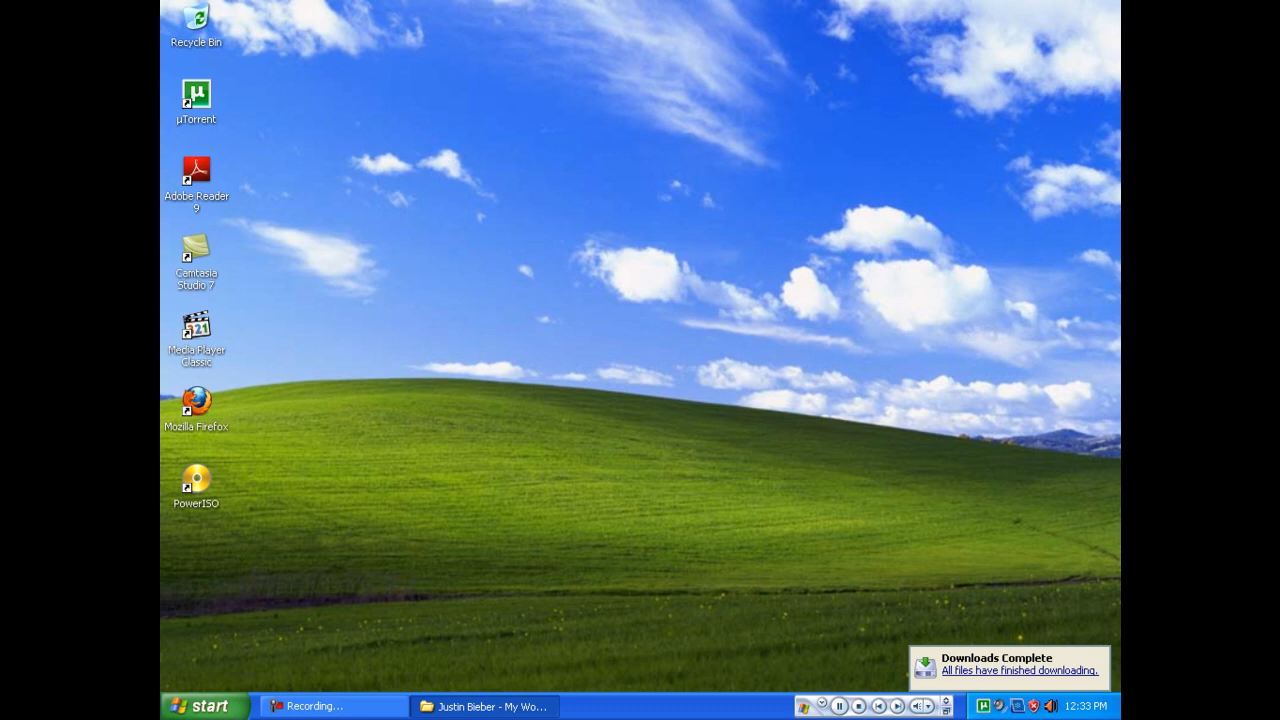 Recycle Bin
µTorrent
Adobe Reader
9
Camtasia
Studio 7
Media Player
Classic
Mozilla Firefox
PowerISO
Downloads Complete
All files have finished downloading.
start
Recording...
Justin Bieber - My Wo...
12:33 PM